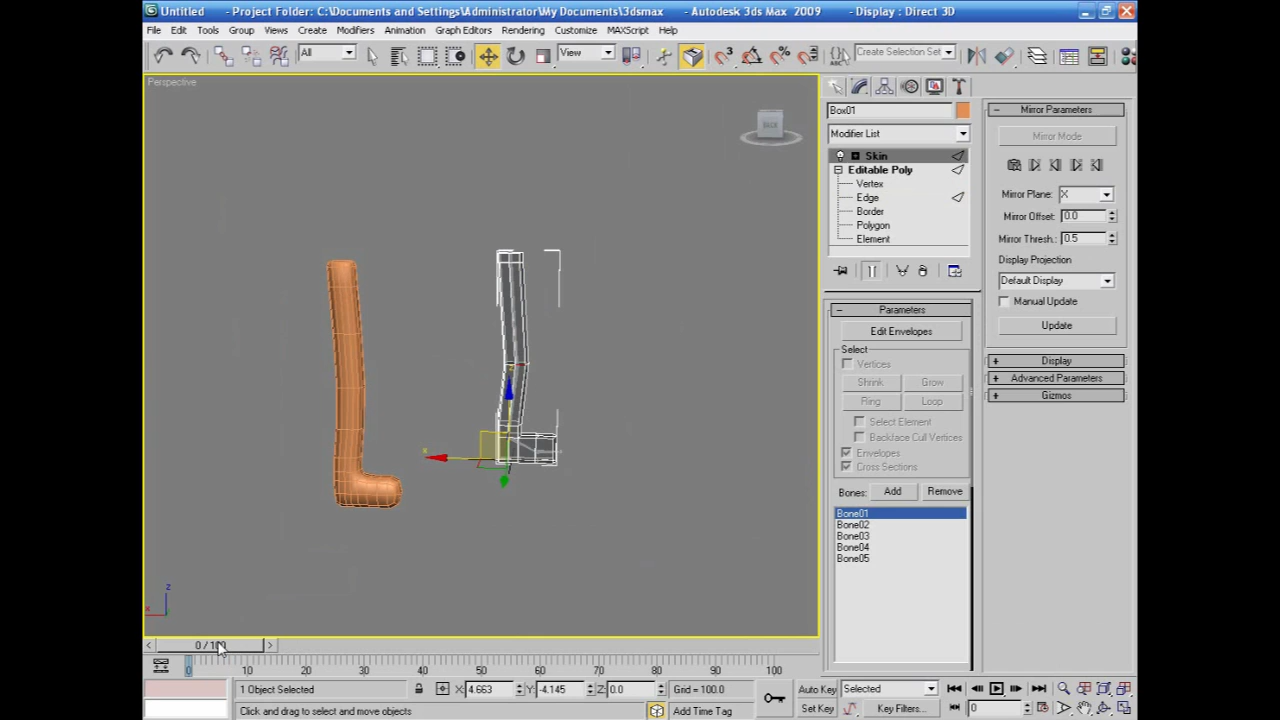 Untitled - Project Folder: C:\Documents and Settings\Administrator\My Documents\3dsmax - Autodesk 3ds Max 2009 - Display : Direct 3D
File Edit Tools Group Views Create Modifiers Animation Graph Editors Rendering Customize MAXScript Help
All View Create Selection Set
Perspective
BACK
Box01
Modifier List
Skin
Editable Poly
Vertex
Edge
Border
Polygon
Element
Parameters
Edit Envelopes
Select
Vertices
Shrink Grow
Ring Loop
Select Element
Backface Cull Vertices
Envelopes
Cross Sections
Bones: Add Remove
Bone01
Bone02
Bone03
Bone04
Bone05
Mirror Parameters
Mirror Mode
Mirror Plane: X
Mirror Offset: 0.0
Mirror Thresh.: 0.5
Display Projection
Default Display
Manual Update
Update
Display
Advanced Parameters
Gizmos
z
x
0 / 100
0 10 20 30 40 50 60 70 80 90 100
1 Object Selected X: 4.663 Y: -4.145 Z: 0.0 Grid = 100.0 Auto Key Selected
Click and drag to select and move objects Add Time Tag Set Key Key Filters... 0